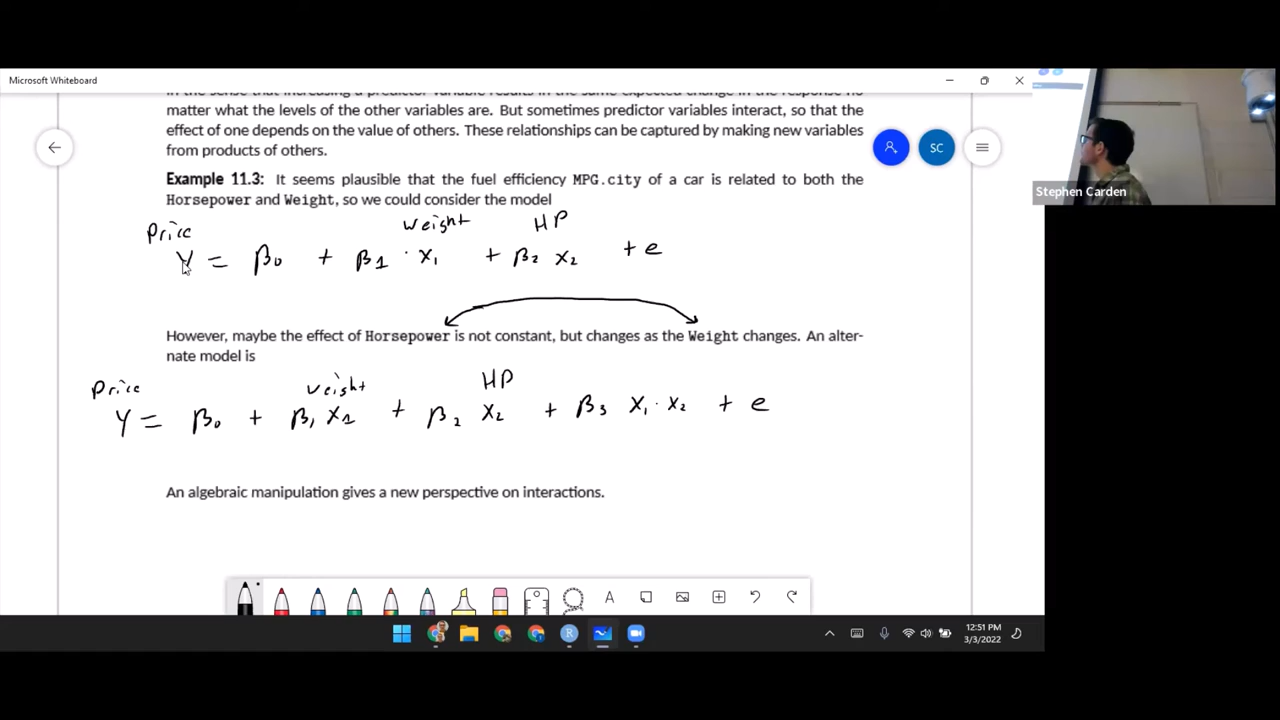 Microsoft Whiteboard
in the sense that increasing a predictor variable results in the same expected change in the response no
matter what the levels of the other variables are. But sometimes predictor variables interact, so that the
effect of one depends on the value of others. These relationships can be captured by making new variables
from products of others.
SC
Stephen Carden
Example 11.3: It seems plausible that the fuel efficiency MPG.city of a car is related to both the
Horsepower and Weight, so we could consider the model
Price weight HP
Y = β₀ + β₁ · x₁ + β₂ x₂ + e
However, maybe the effect of Horsepower is not constant, but changes as the Weight changes. An alter-
nate model is
Price weight HP
Y = β₀ + β₁ X₁ + β₂ X₂ + β₃ X₁ · X₂ + e
An algebraic manipulation gives a new perspective on interactions.
A
12:51 PM
3/3/2022